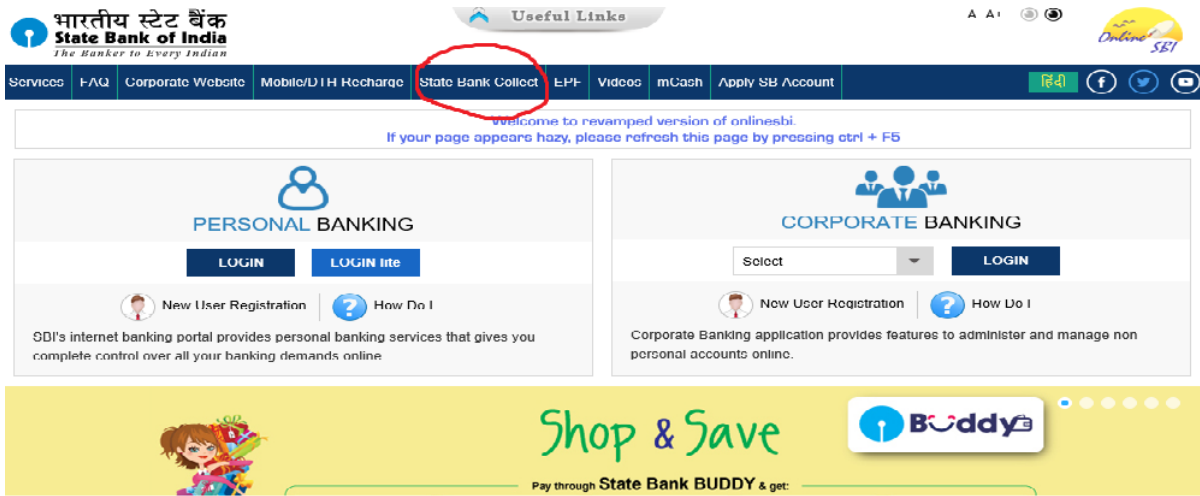 भारतीय स्टेट बैंक
State Bank of India
The Banker to Every Indian
Useful Links
A A+
Online SBI
Services FAQ Corporate Website Mobile/DTH Recharge State Bank Collect EPF Videos mCash Apply SB Account हिंदी
Welcome to revamped version of onlinesbi.
If your page appears hazy, please refresh this page by pressing ctrl + F5
PERSONAL BANKING
LOGIN LOGIN lite
New User Registration How Do I
SBI's internet banking portal provides personal banking services that gives you
complete control over all your banking demands online
CORPORATE BANKING
Select LOGIN
New User Registration How Do I
Corporate Banking application provides features to administer and manage non
personal accounts online.
Shop & Save
Buddy
Pay through State Bank BUDDY & get: